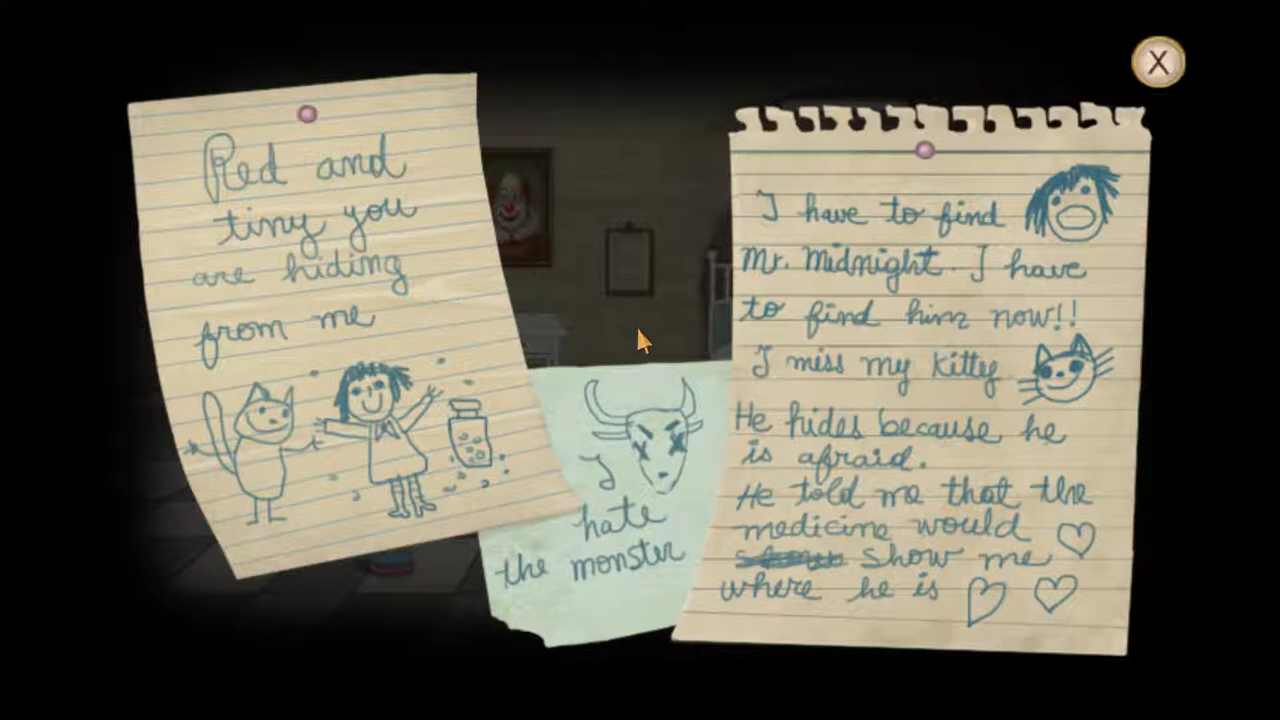 Red and
tiny you
are hiding
from me
I
hate
the monster
I have to find
Mr. Midnight. I have
to find him now!!
I miss my kitty
He hides because he
is afraid.
He told me that the
medicine would
show me
where he is
X